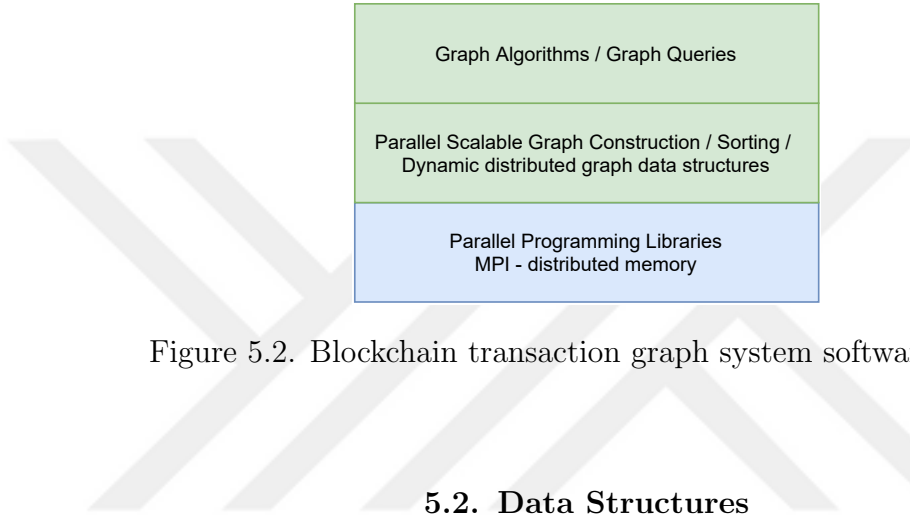 Graph Algorithms / Graph Queries
Parallel Scalable Graph Construction / Sorting /
Dynamic distributed graph data structures
Parallel Programming Libraries
MPI - distributed memory
Figure 5.2. Blockchain transaction graph system
5.2. Data Structures